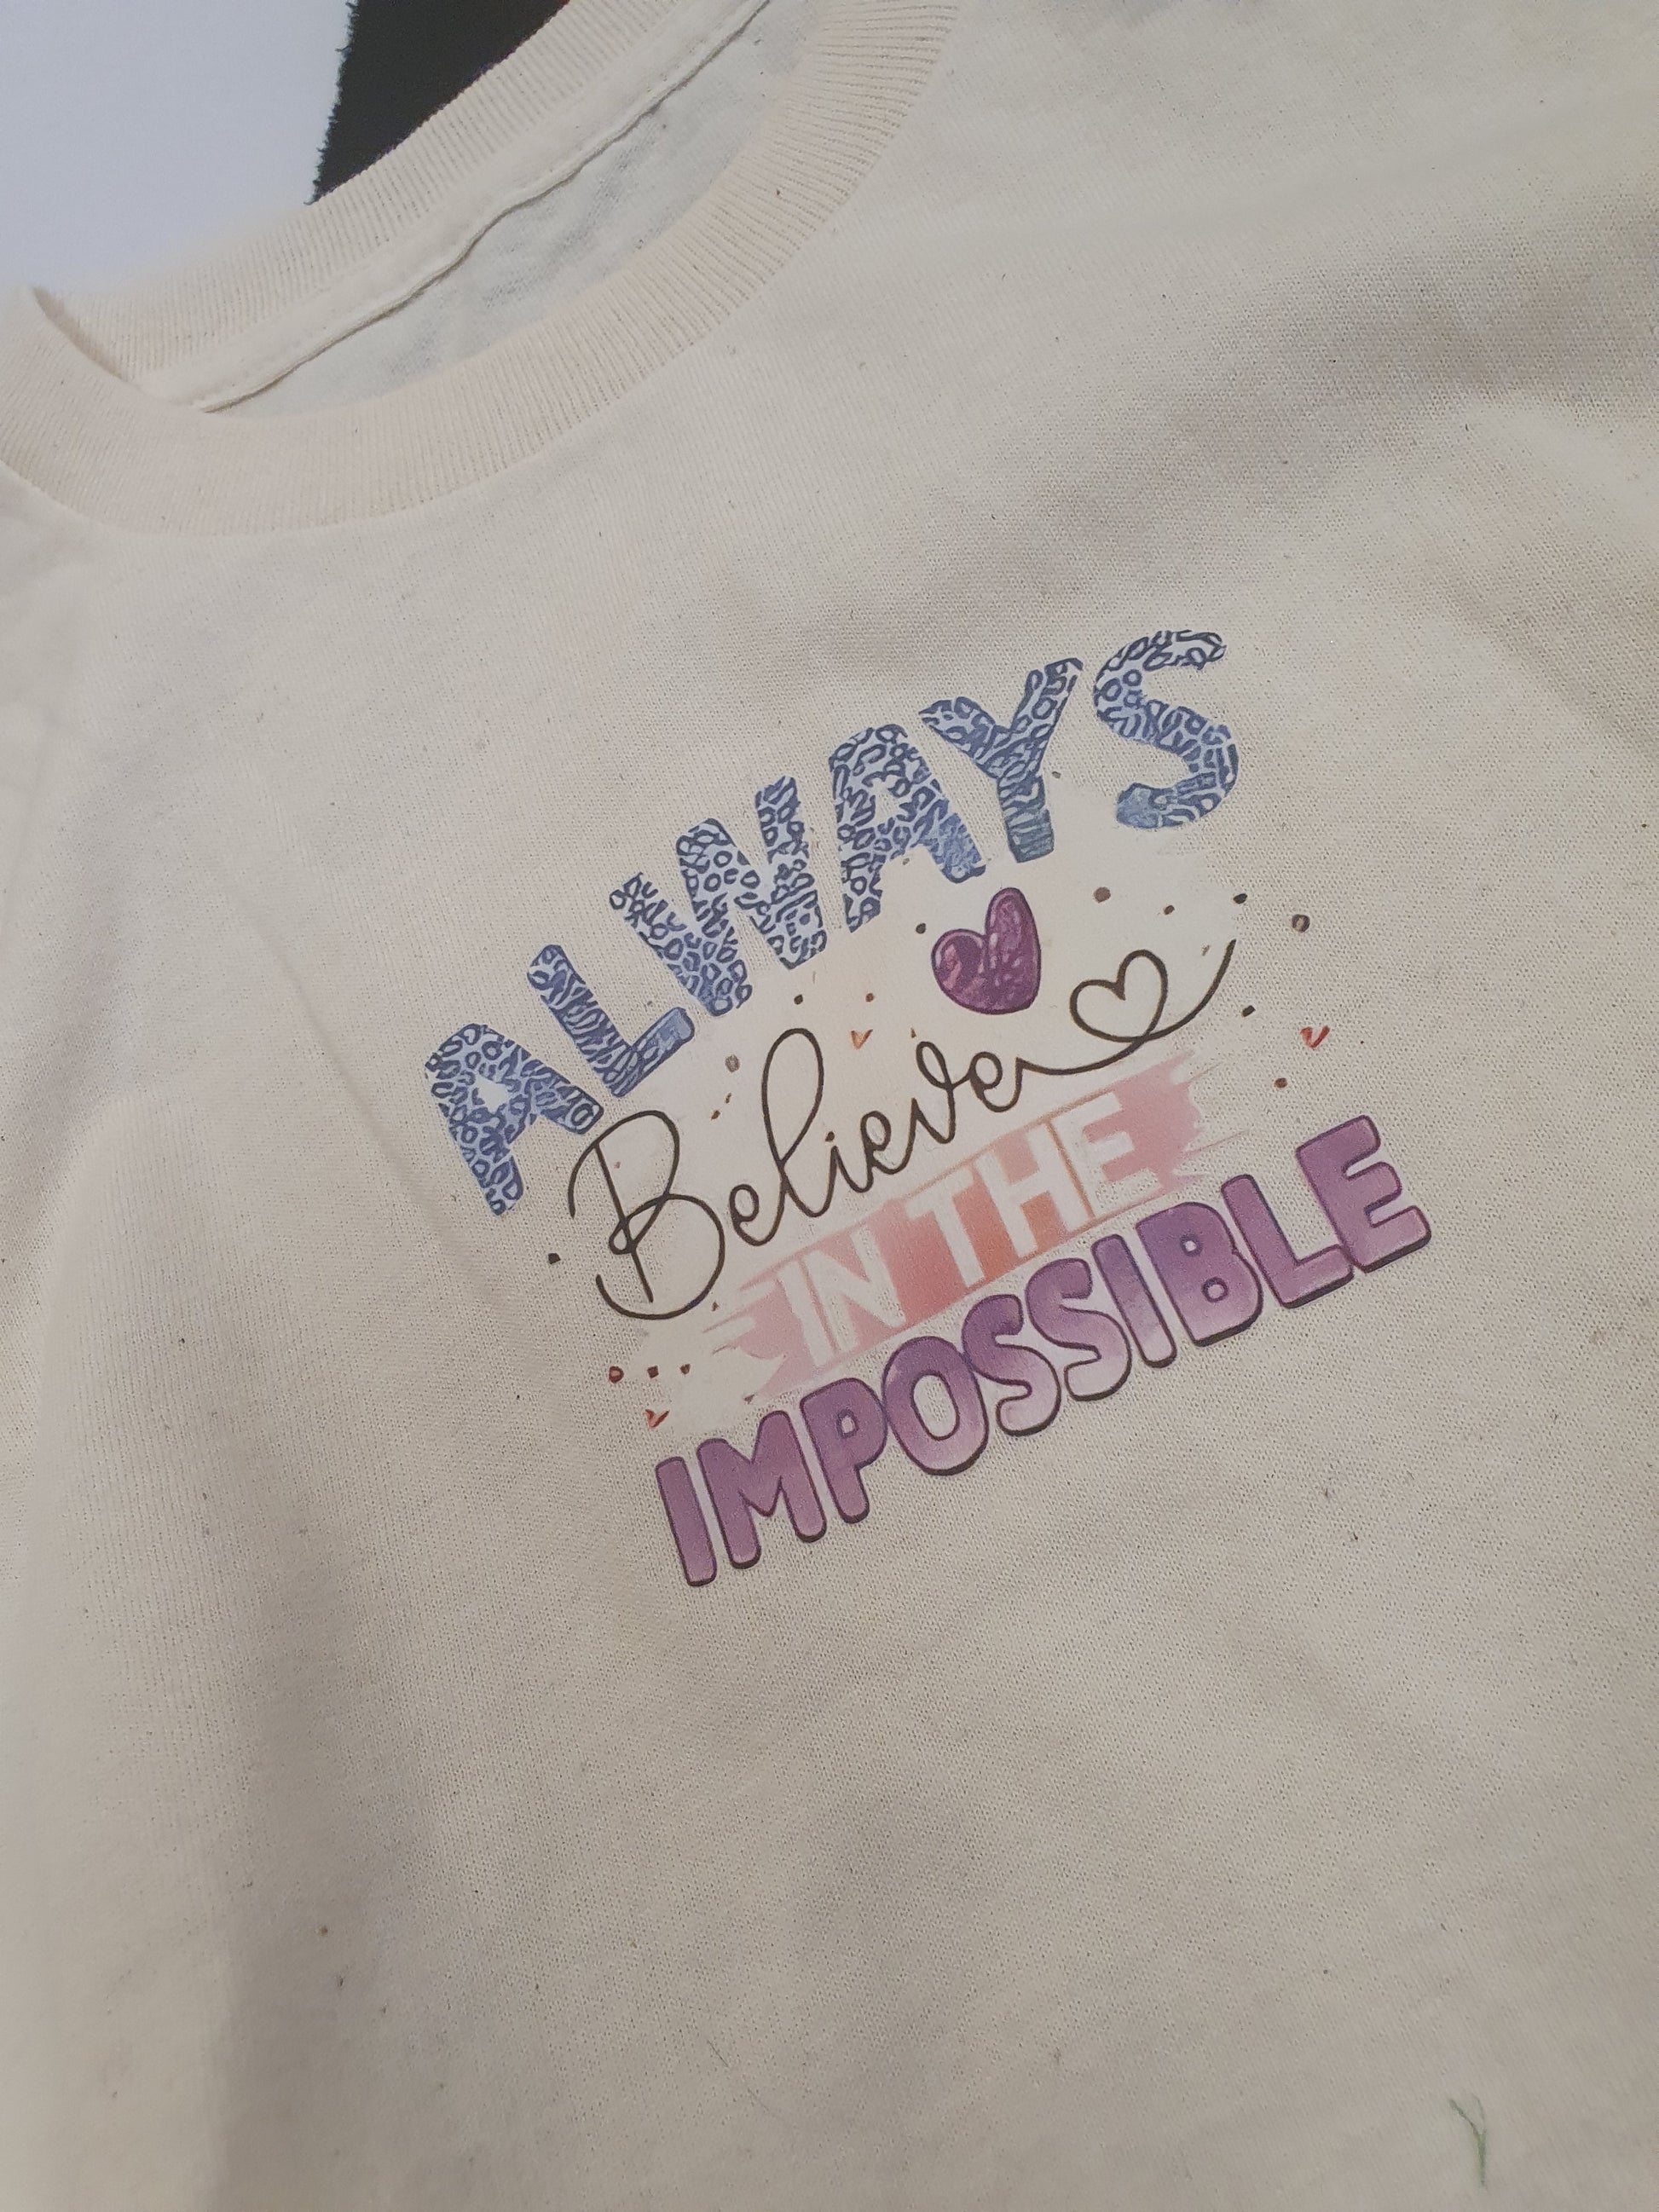 ALWAYS
Believe
IN THE
IMPOSSIBLE